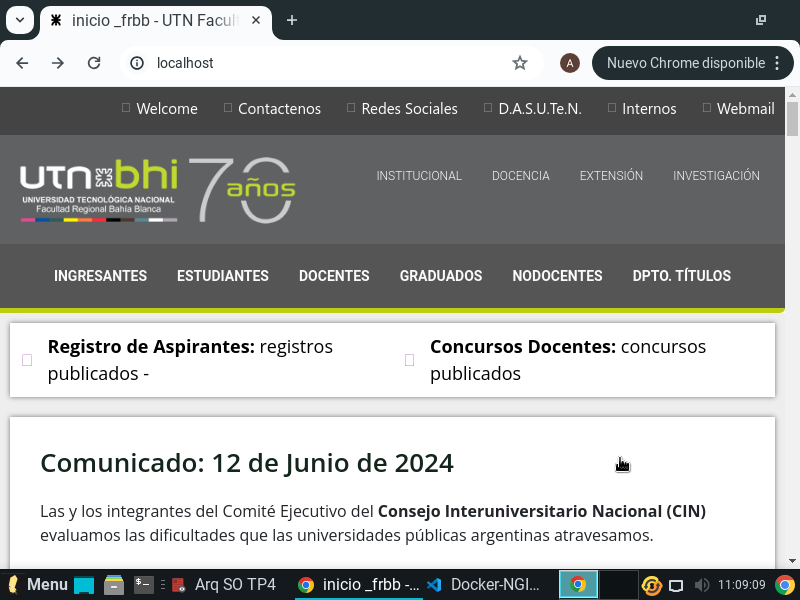 inicio _frbb - UTN Facul
localhost
A
Nuevo Chrome disponible
Welcome
Contactenos
Redes Sociales
D.A.S.U.Te.N.
Internos
Webmail
utn bhi 70 años
UNIVERSIDAD TECNOLÓGICA NACIONAL
Facultad Regional Bahía Blanca
INSTITUCIONAL
DOCENCIA
EXTENSIÓN
INVESTIGACIÓN
INGRESANTES
ESTUDIANTES
DOCENTES
GRADUADOS
NODOCENTES
DPTO. TÍTULOS
Registro de Aspirantes: registros
publicados -
Concursos Docentes: concursos
publicados
Comunicado: 12 de Junio de 2024
Las y los integrantes del Comité Ejecutivo del Consejo Interuniversitario Nacional (CIN)
evaluamos las dificultades que las universidades públicas argentinas atravesamos.
Menu
Arq SO TP4
inicio _frbb -...
Docker-NGI...
11:09:09